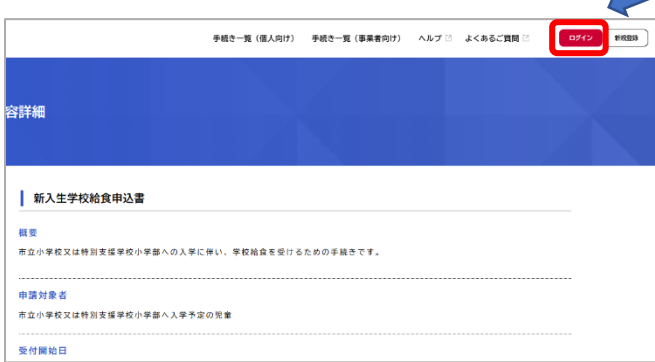 手続き一覧（個人向け） 手続き一覧（事業者向け） ヘルプ よくあるご質問 ログイン 新規登録
容詳細
新入生学校給食申込書
概要
市立小学校又は特別支援学校小学部への入学に伴い、学校給食を受けるための手続きです。
申請対象者
市立小学校又は特別支援学校小学部へ入学予定の児童
受付開始日